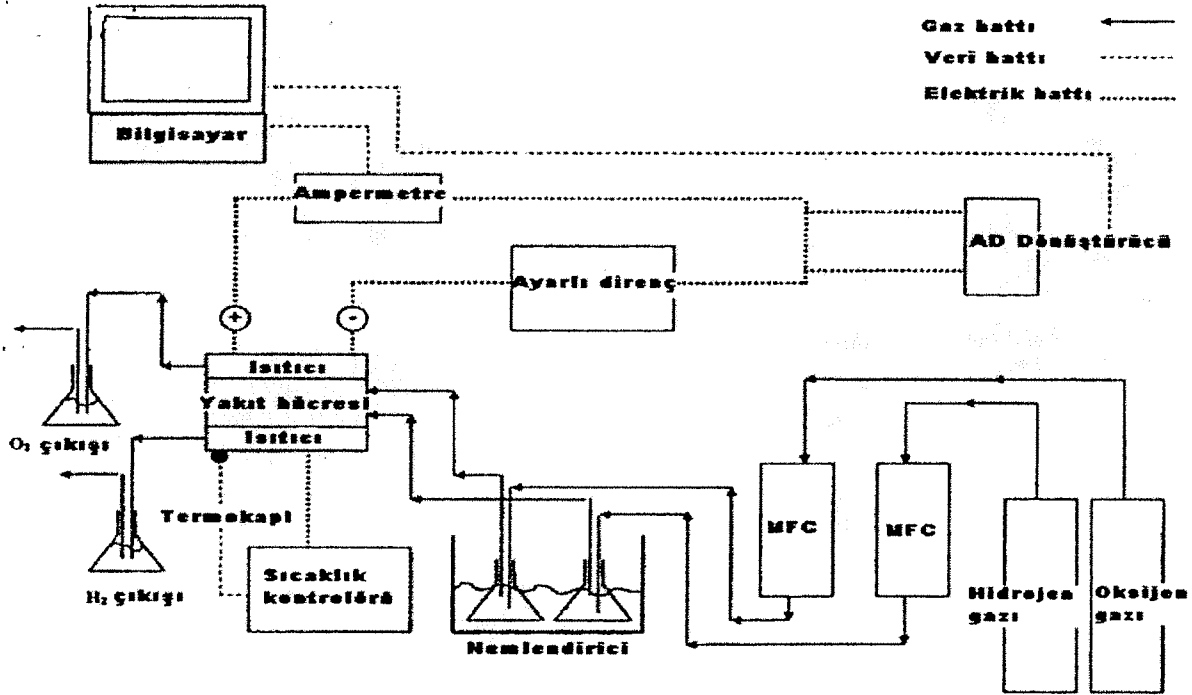 Gaz hattı
Veri hattı
Elektrik hattı
Bilgisayar
Ampermetre
AD Dönüştürücü
Ayarlı direnç
+
-
Isıtıcı
Yakıt hücresi
Isıtıcı
O₂ çıkışı
Termokapl
H₂ çıkışı
Sıcaklık
kontrolörü
Nemlendirici
MFC
MFC
Hidrojen
gazı
Oksijen
gazı